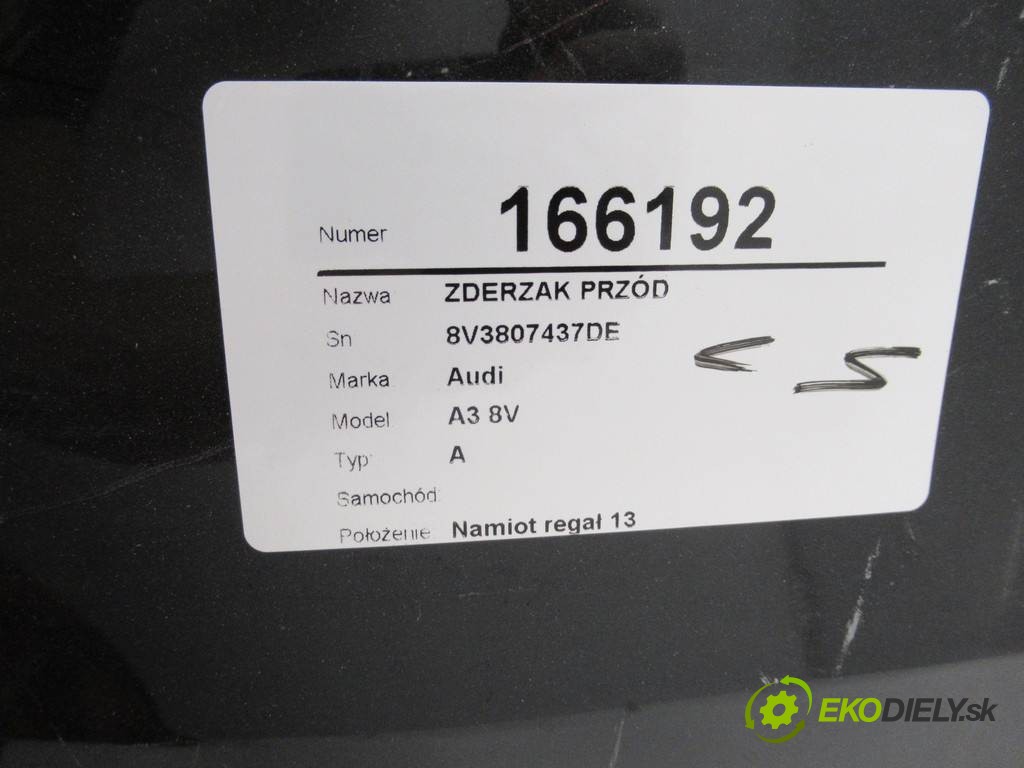 Numer 166192
Nazwa ZDERZAK PRZÓD
Sn 8V3807437DE
Marka Audi
Model A3 8V
Typ A
Samochód
Położenie Namiot regał 13
EKODIELY.sk